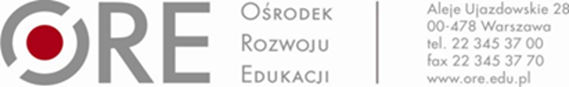 ORE
Ośrodek
Rozwoju
Edukacji
Aleje Ujazdowskie 28
00-478 Warszawa
tel. 22 345 37 00
fax 22 345 37 70
www.ore.edu.pl